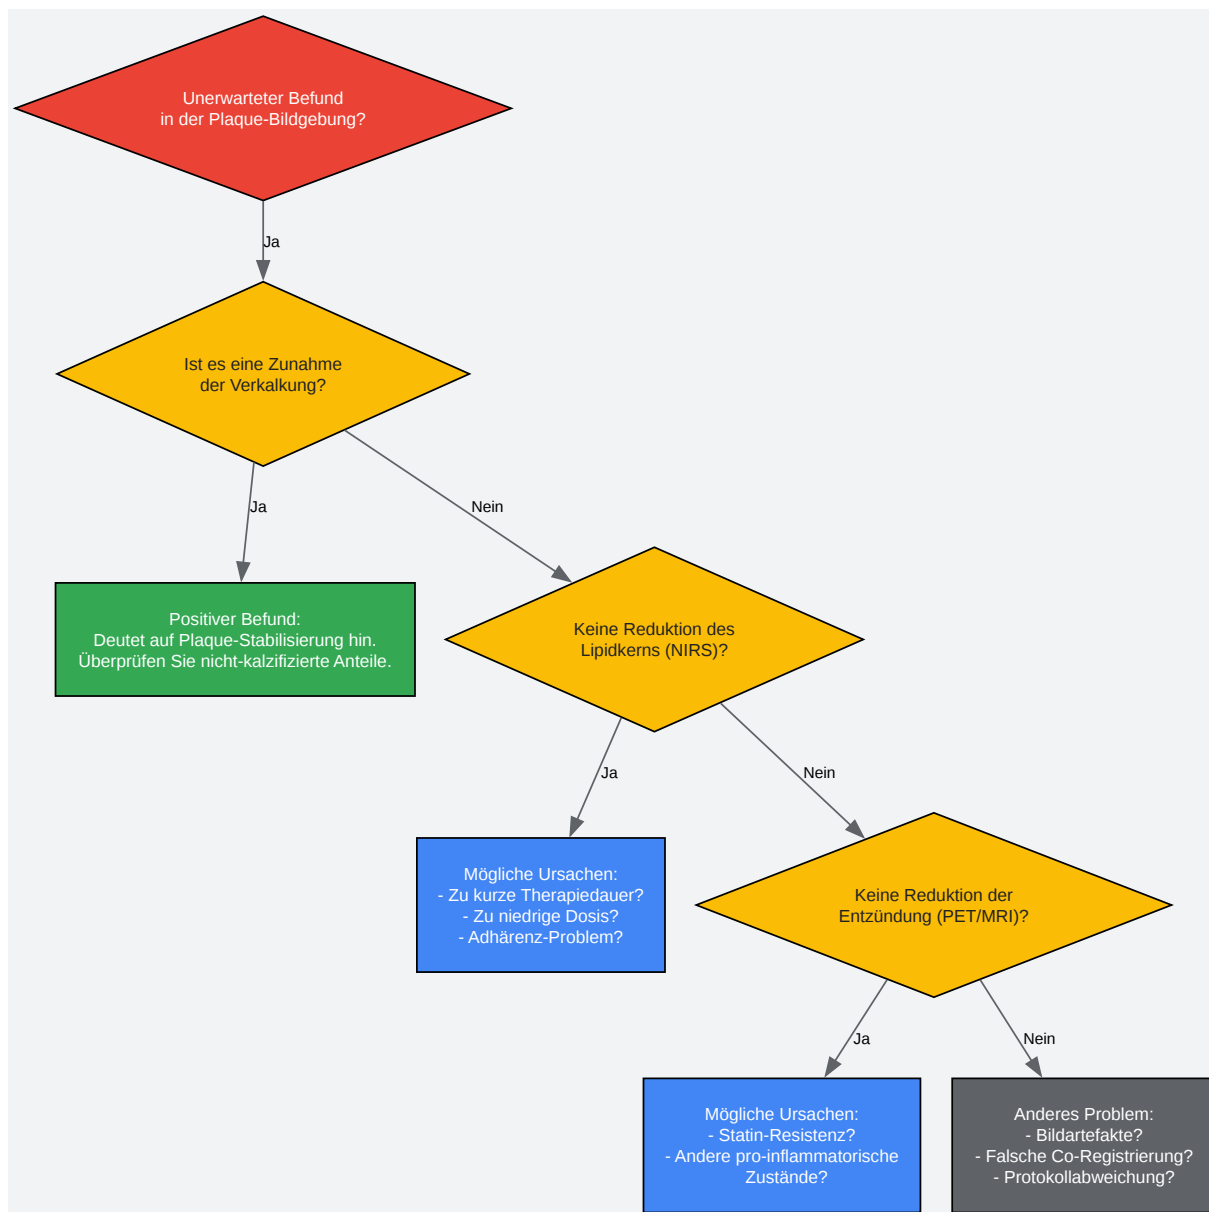 Unerwarteter Befund
in der Plaque-Bildgebung?
Ja
Ist es eine Zunahme
der Verkalkung?
Ja
Nein
Positiver Befund:
Deutet auf Plaque-Stabilisierung hin.
Überprüfen Sie nicht-kalzifizierte Anteile.
Keine Reduktion des
Lipidkerns (NIRS)?
Ja
Nein
Mögliche Ursachen:
- Zu kurze Therapiedauer?
- Zu niedrige Dosis?
- Adhärenz-Problem?
Keine Reduktion der
Entzündung (PET/MRI)?
Ja
Nein
Mögliche Ursachen:
- Statin-Resistenz?
- Andere pro-inflammatorische
Zustände?
Anderes Problem:
- Bildartefakte?
- Falsche Co-Registrierung?
- Protokollabweichung?